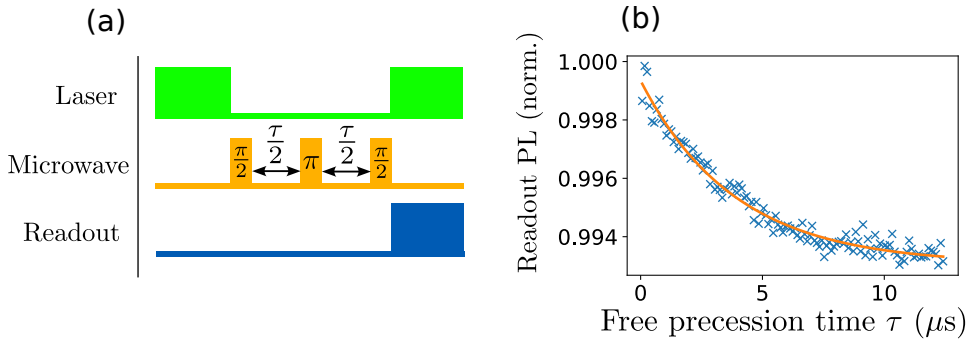 (a)
Laser
Microwave
π/2 τ/2 π τ/2 π/2
Readout
(b)
Readout PL (norm.)
1.000
0.998
0.996
0.994
0 5 10
Free precession time τ (μs)